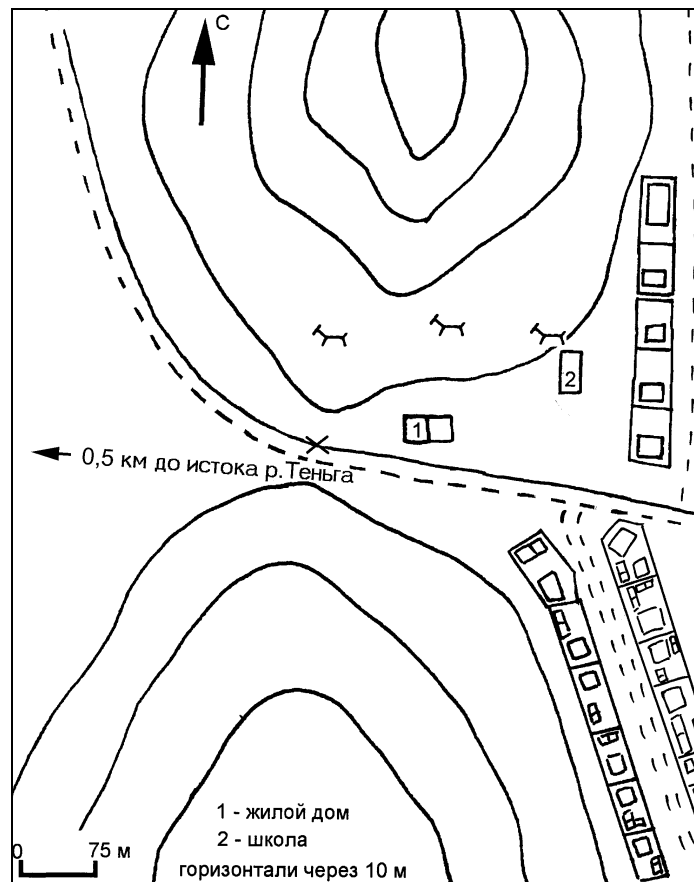 С
2
1
0,5 км до истока р.Теньга
1 - жилой дом
2 - школа
0 75 м
горизонтали через 10 м